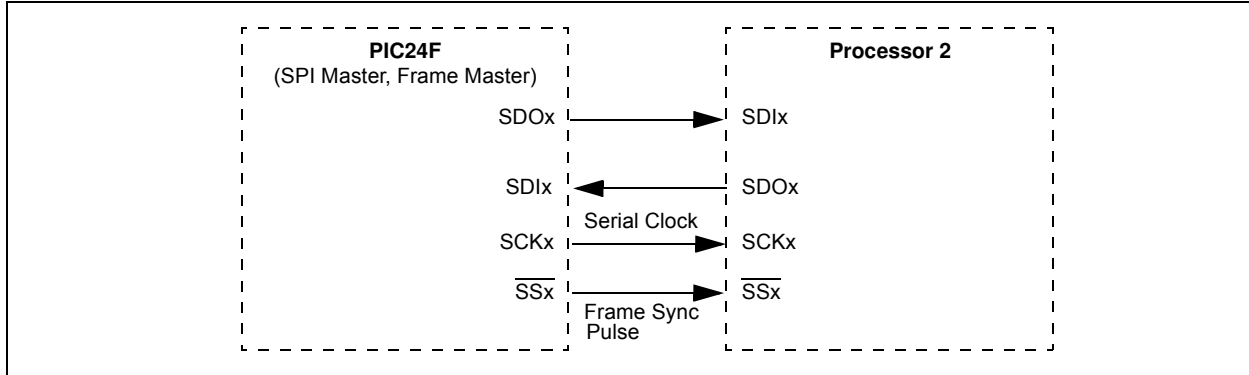 PIC24F
(SPI Master, Frame Master)
Processor 2
SDOx
SDIx
SDIx
SDOx
Serial Clock
SCKx
SCKx
SSx
SSx
Frame Sync
Pulse